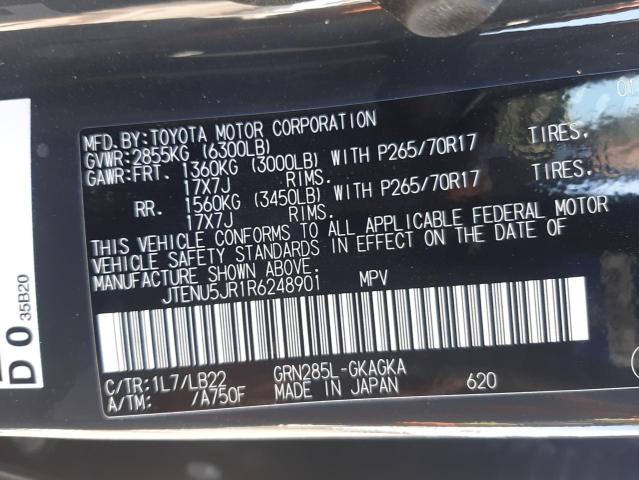 01
MFD.BY:TOYOTA MOTOR CORPORATION
GVWR:2855KG (6300LB)
GAWR:FRT. 1360KG (3000LB) WITH P265/70R17 TIRES.
17X7J RIMS.
RR. 1560KG (3450LB) WITH P265/70R17 TIRES.
17X7J RIMS.
THIS VEHICLE CONFORMS TO ALL APPLICABLE FEDERAL MOTOR
VEHICLE SAFETY STANDARDS IN EFFECT ON THE DATE OF
MANUFACTURE SHOWN ABOVE.
JTENU5JR1R6248901 MPV
C/TR:1L7/LB22 GRN285L-GKAGKA
A/TM: /A750F MADE IN JAPAN 620
D 0
35B20